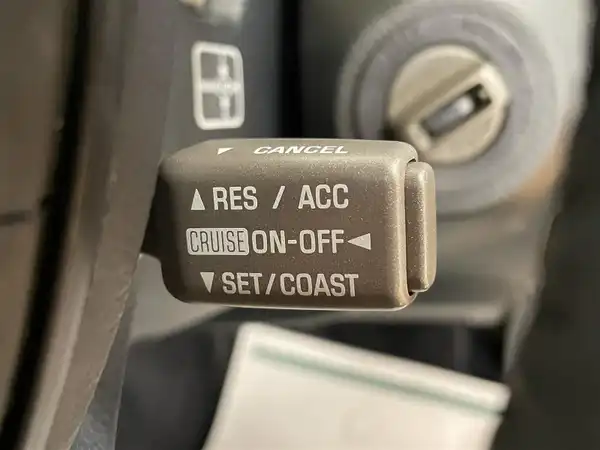 CANCEL
RES / ACC
CRUISE ON-OFF
SET/COAST